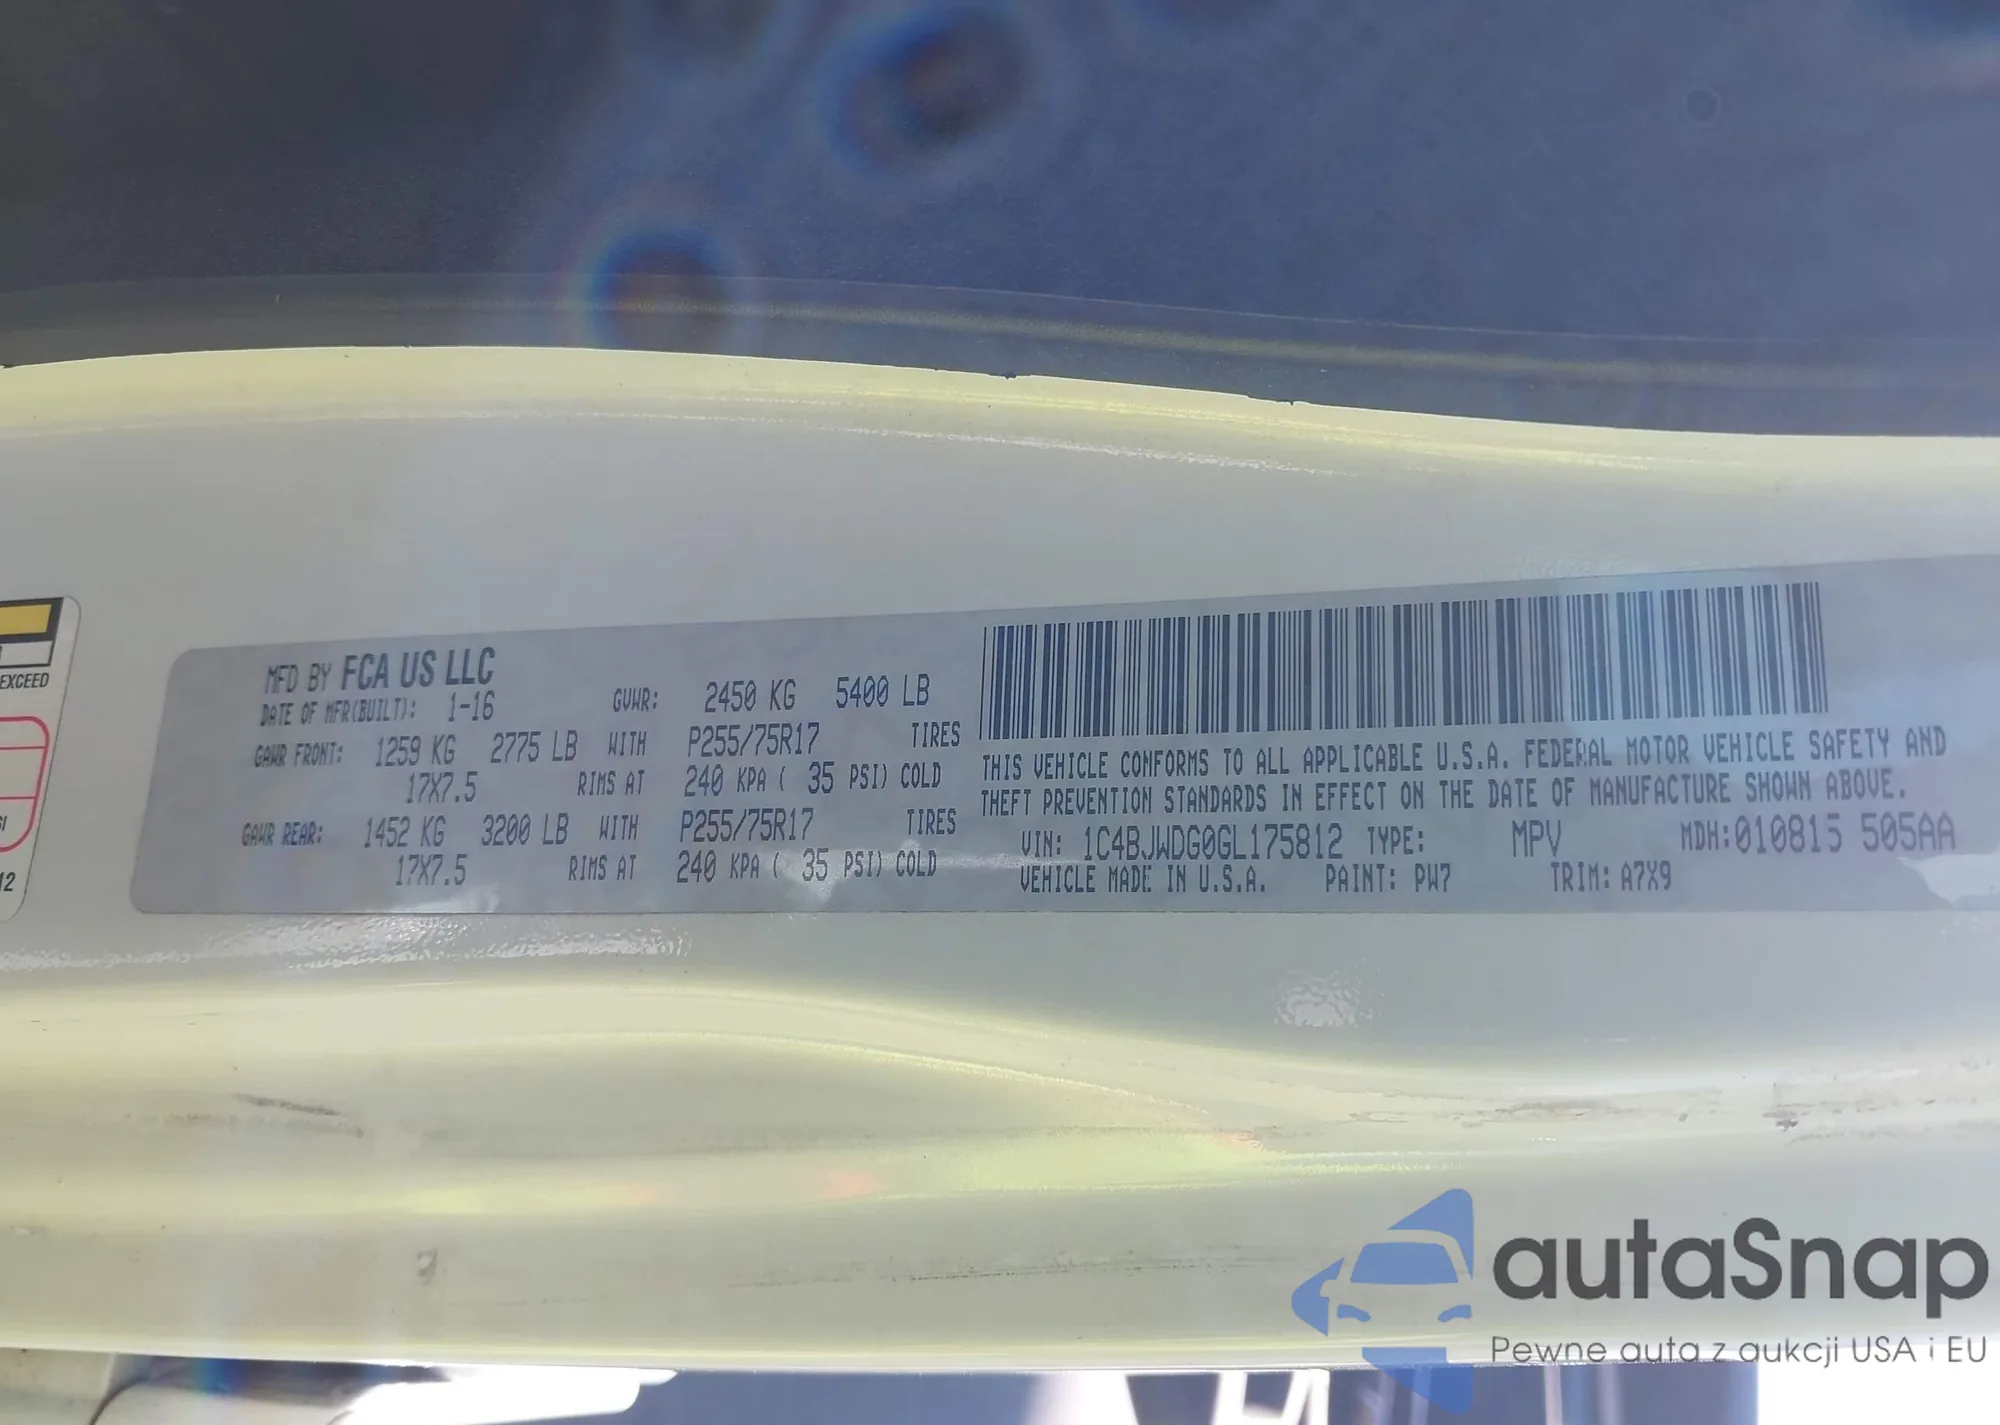 EXCEED
12
MFD BY FCA US LLC
DATE OF MFR(BUILT): 1-16 GVWR: 2450 KG 5400 LB
GAWR FRONT: 1259 KG 2775 LB WITH P255/75R17 TIRES
17X7.5 RIMS AT 240 KPA ( 35 PSI) COLD
GAWR REAR: 1452 KG 3200 LB WITH P255/75R17 TIRES
17X7.5 RIMS AT 240 KPA ( 35 PSI) COLD
THIS VEHICLE CONFORMS TO ALL APPLICABLE U.S.A. FEDERAL MOTOR VEHICLE SAFETY AND
THEFT PREVENTION STANDARDS IN EFFECT ON THE DATE OF MANUFACTURE SHOWN ABOVE.
VIN: 1C4BJWDG0GL175812 TYPE: MPV MDH:010815 505AA
VEHICLE MADE IN U.S.A. PAINT: PW7 TRIM: A7X9
autaSnap
Pewne auta z aukcji USA i EU